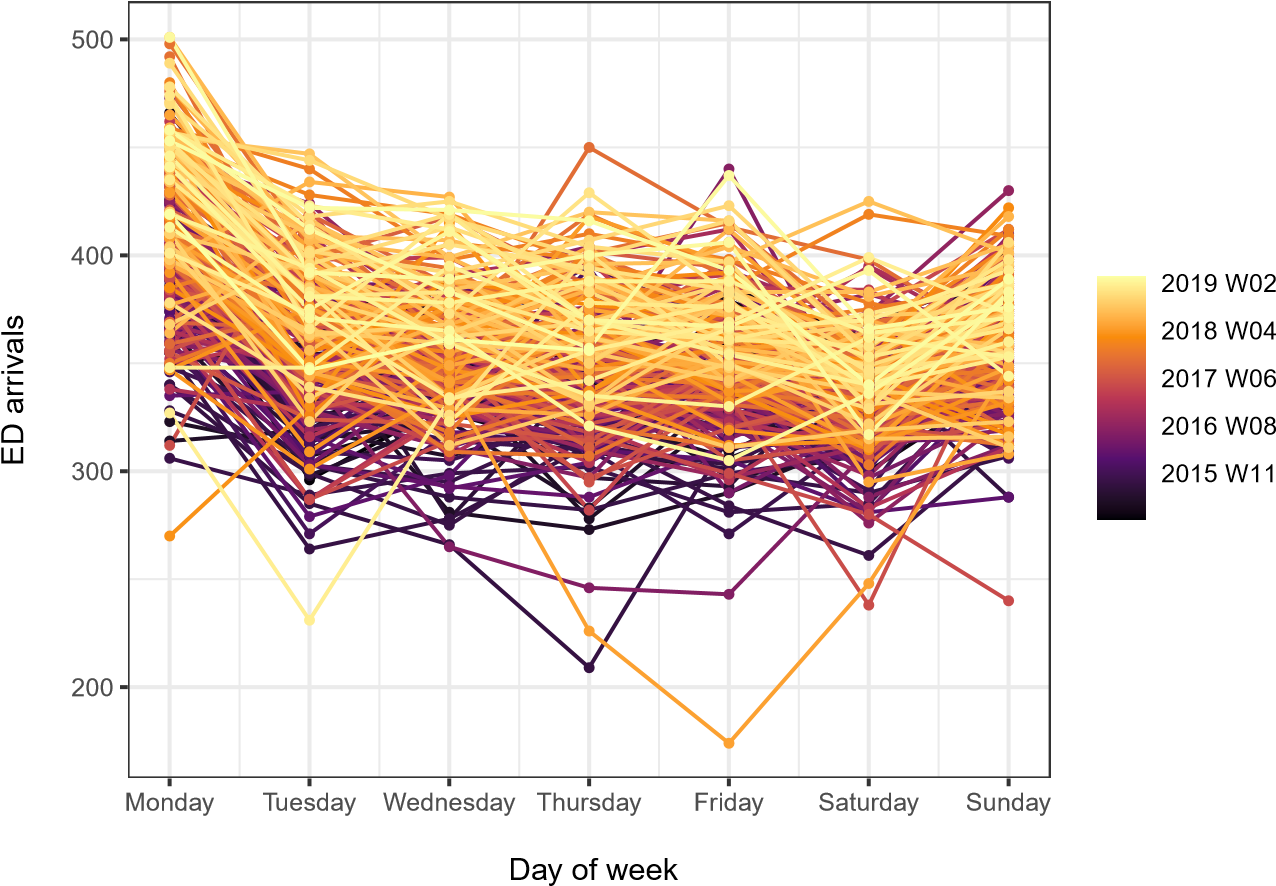 500
400
300
200
ED arrivals
Monday Tuesday Wednesday Thursday Friday Saturday Sunday
Day of week
2019 W02
2018 W04
2017 W06
2016 W08
2015 W11